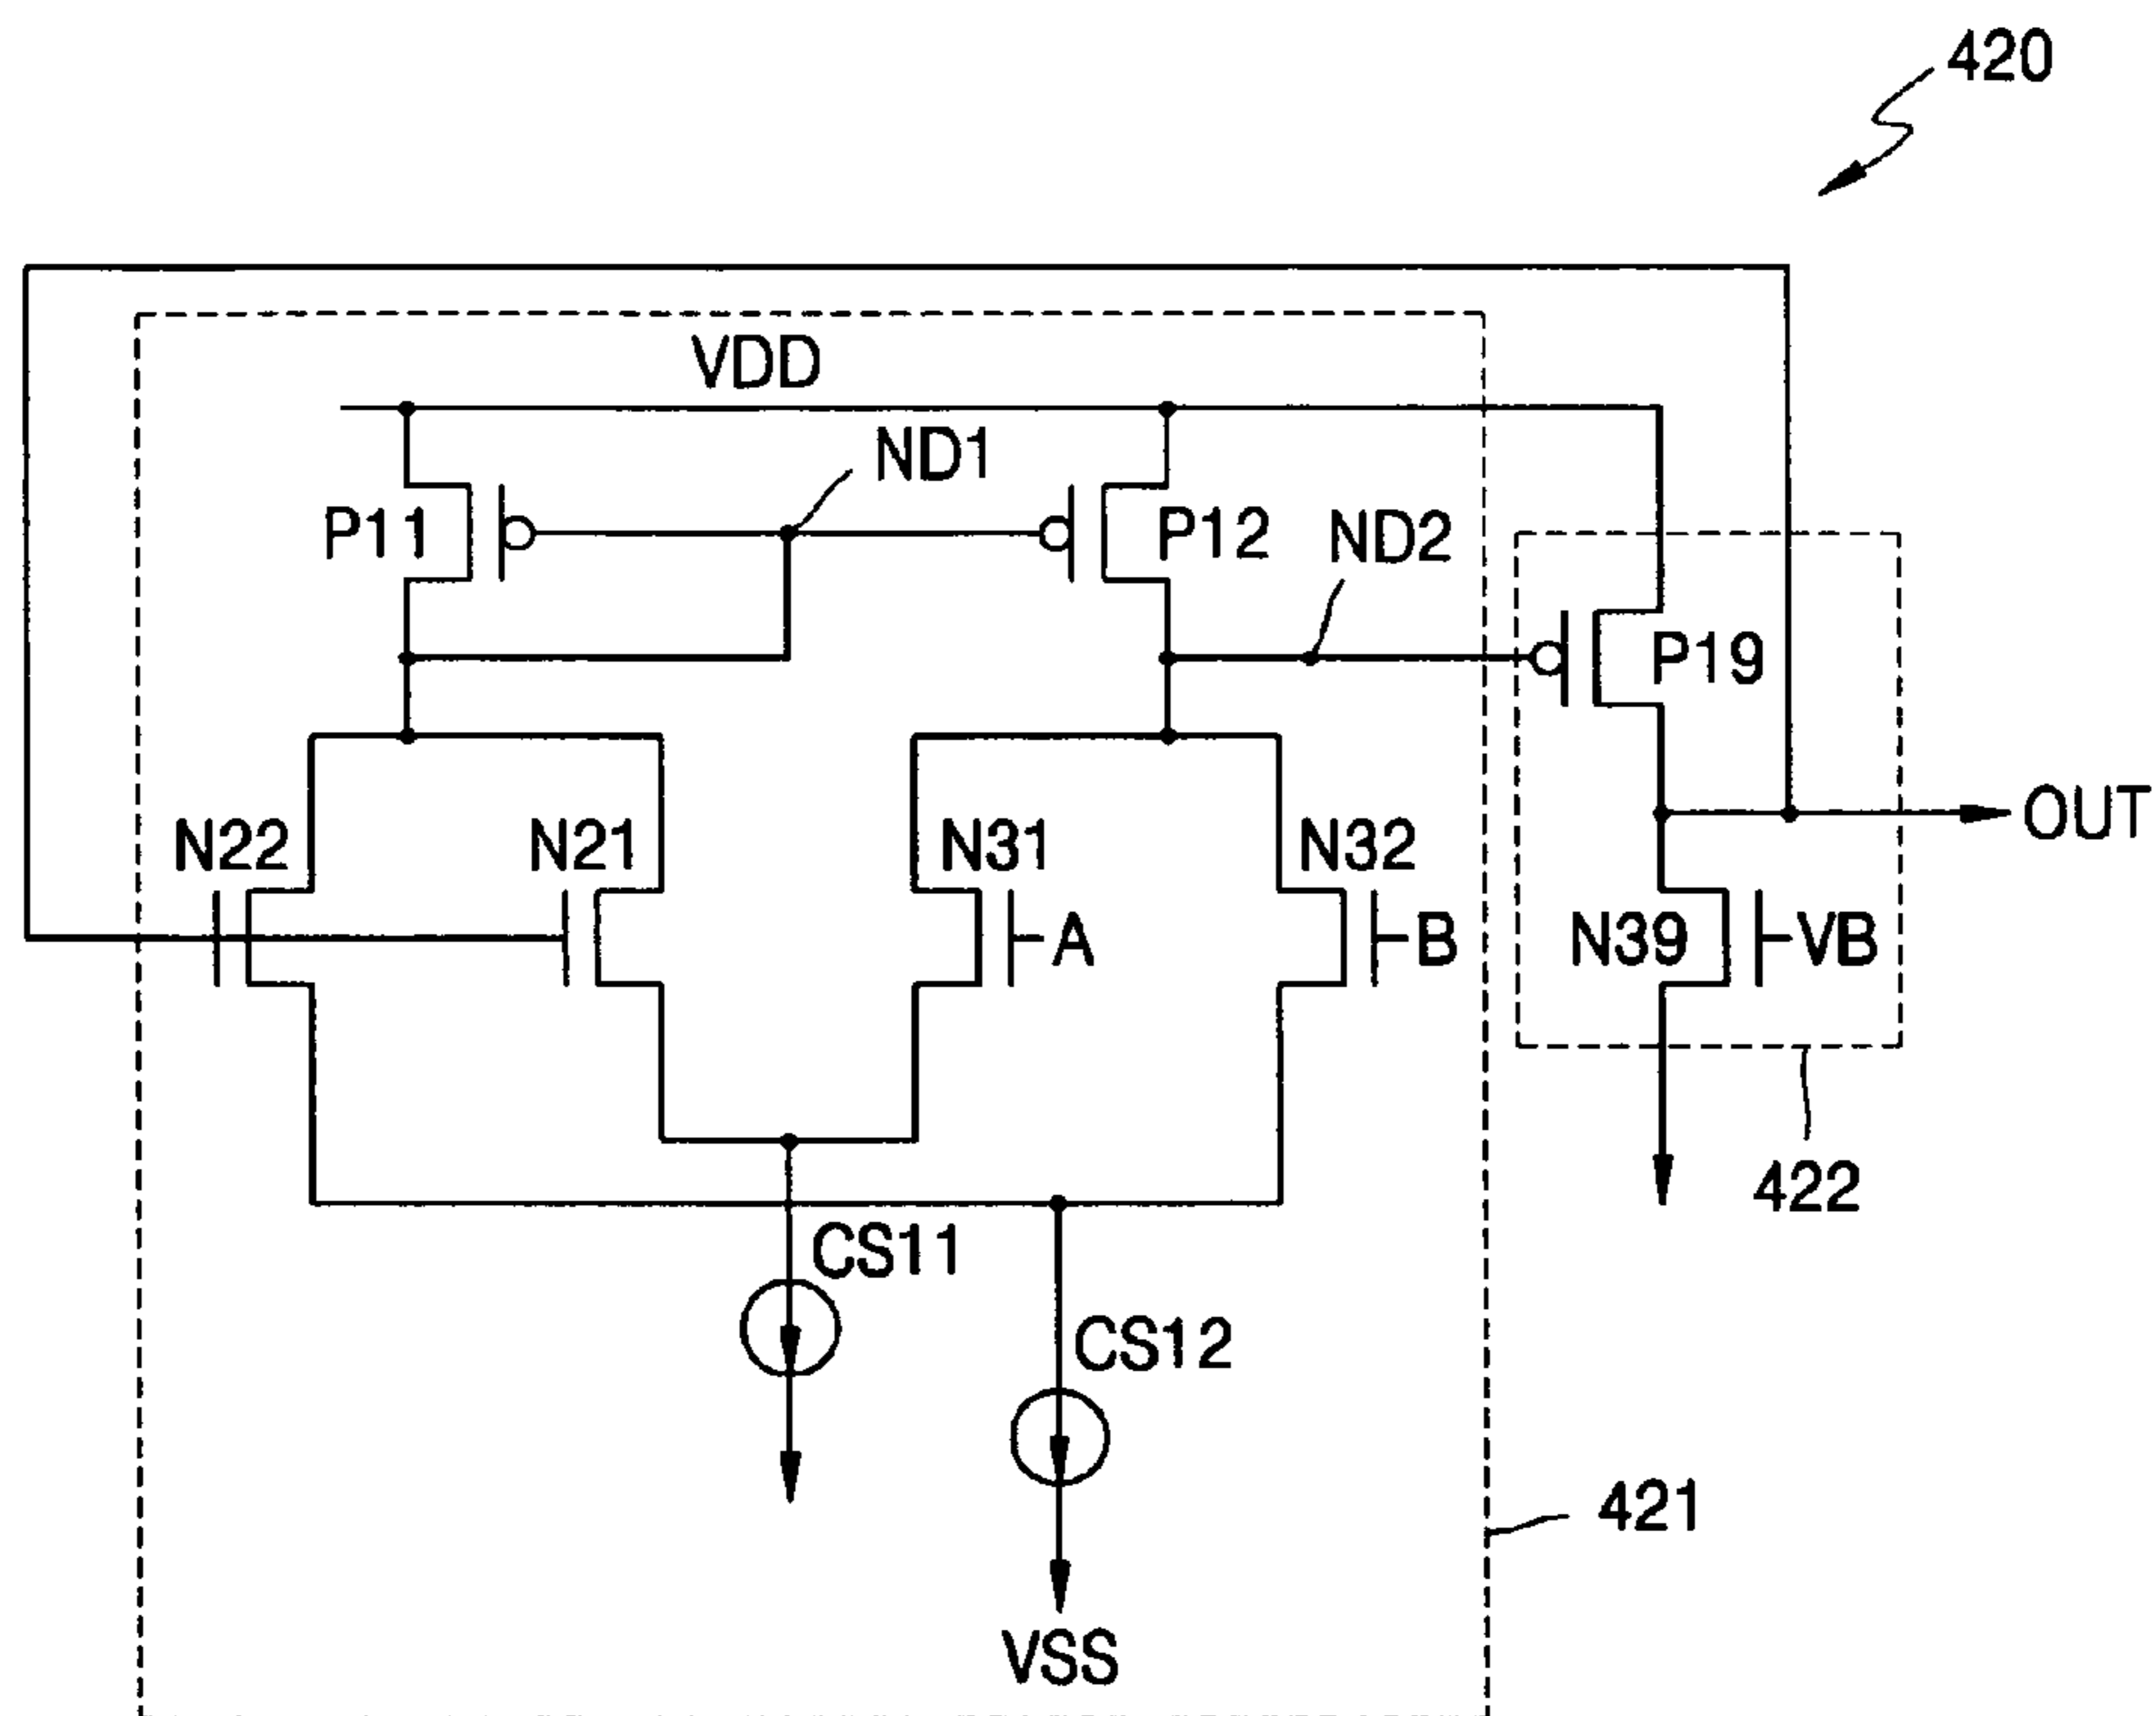 420
VDD
ND1
P11
P12
ND2
P19
OUT
N22
N21
N31
N32
A
B
N39
VB
422
CS11
CS12
421
VSS